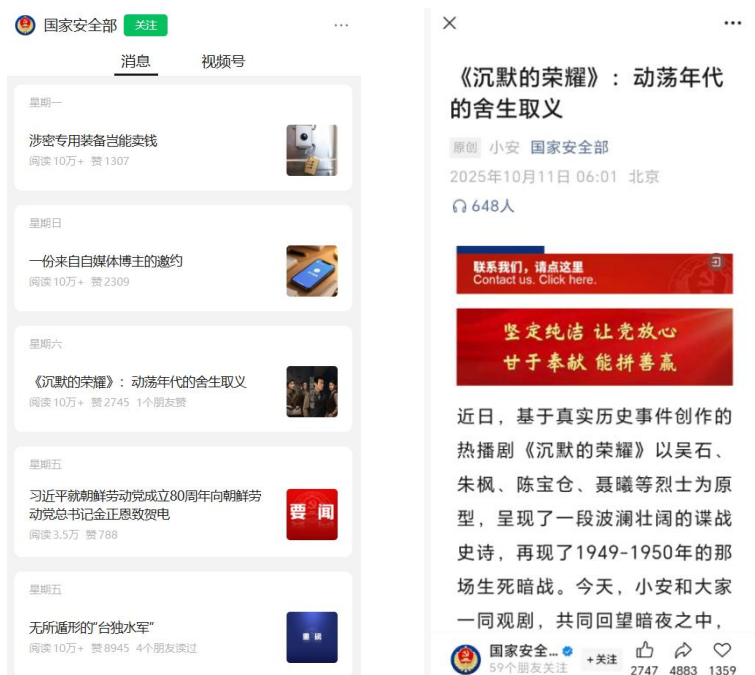 国家安全部 关注 ...
消息 视频号
星期一
涉密专用装备岂能卖钱
阅读 10万+ 赞 1307
星期日
一份来自自媒体博主的邀约
阅读 10万+ 赞 2309
星期六
《沉默的荣耀》：动荡年代的舍生取义
阅读 10万+ 赞 2745 1个朋友赞
星期五
习近平就朝鲜劳动党成立80周年向朝鲜劳
动党总书记金正恩致贺电
阅读 3.5万 赞 788
要闻
星期五
无所遁形的“台独水军”
阅读 10万+ 赞 8945 4个朋友读过
重磅
《沉默的荣耀》：动荡年代
的舍生取义
原创 小安 国家安全部
2025年10月11日 06:01 北京
648人
联系我们，请点这里
Contact us. Click here.
坚定纯洁 让党放心
甘于奉献 能拼善赢
近日，基于真实历史事件创作的
热播剧《沉默的荣耀》以吴石、
朱枫、陈宝仓、聂曦等烈士为原
型，呈现了一段波澜壮阔的谍战
史诗，再现了1949-1950年的那
场生死暗战。今天，小安和大家
一同观剧，共同回望暗夜之中，
国家安全... +关注
59个朋友关注 2747 4883 1359